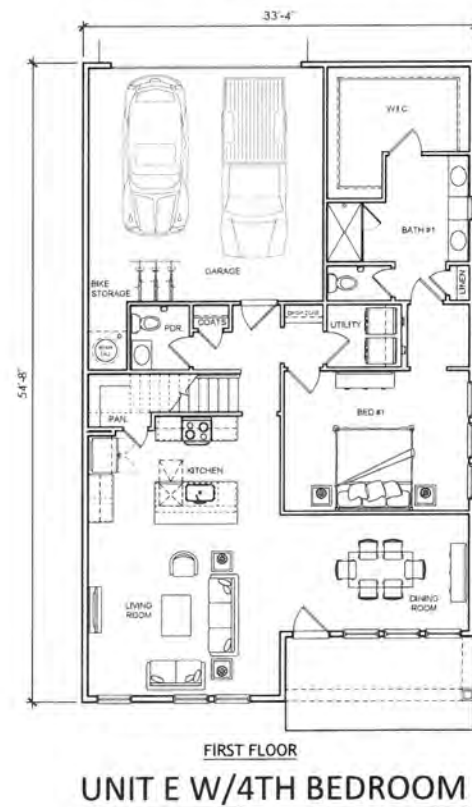 33'-4"
W.I.C.
BATH #1
LINEN
GARAGE
BIKE
STORAGE
PDR.
COATS
UTILITY
54'-8"
PAN.
BED #1
KITCHEN
LIVING
ROOM
DINING
ROOM
FIRST FLOOR
UNIT E W/4TH BEDROOM